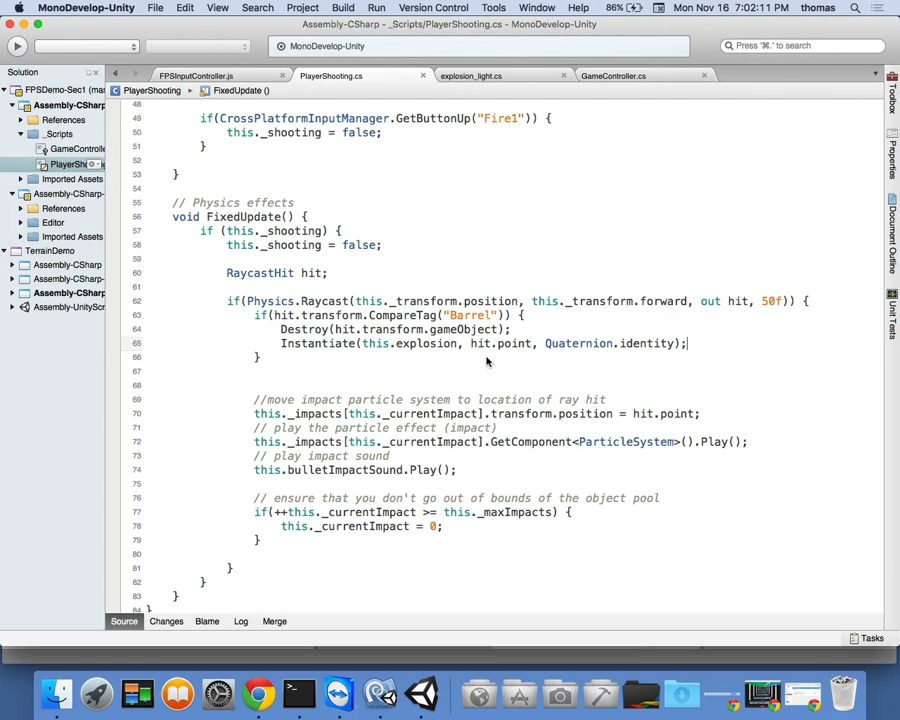 MonoDevelop-Unity File Edit View Search Project Build Run Version Control Tools Window Help 86% Mon Nov 16 7:02:11 PM thomas
Assembly-CSharp - _Scripts/PlayerShooting.cs
MonoDevelop-Unity
Press '⌘.' to search
Solution
FPSInputController.js PlayerShooting.cs explosion_light.cs GameController.cs
PlayerShooting FixedUpdate ()
FPSDemo-Sec1 (mas
Assembly-CSharp
References
_Scripts
GameControlle
PlayerSho
Imported Assets
Assembly-CSharp-
References
Editor
Imported Assets
TerrainDemo
Assembly-CSharp
Assembly-CSharp-
Assembly-CSharp
Assembly-UnityScr
48
49 if(CrossPlatformInputManager.GetButtonUp("Fire1")) {
50 this._shooting = false;
51 }
52
53 }
54
55 // Physics effects
56 void FixedUpdate() {
57 if (this._shooting) {
58 this._shooting = false;
59
60 RaycastHit hit;
61
62 if(Physics.Raycast(this._transform.position, this._transform.forward, out hit, 50f)) {
63 if(hit.transform.CompareTag("Barrel")) {
64 Destroy(hit.transform.gameObject);
65 Instantiate(this.explosion, hit.point, Quaternion.identity);
66 }
67
68
69 //move impact particle system to location of ray hit
70 this._impacts[this._currentImpact].transform.position = hit.point;
71 // play the particle effect (impact)
72 this._impacts[this._currentImpact].GetComponent<ParticleSystem>().Play();
73 // play impact sound
74 this.bulletImpactSound.Play();
75
76 // ensure that you don't go out of bounds of the object pool
77 if(++this._currentImpact >= this._maxImpacts) {
78 this._currentImpact = 0;
79 }
80
81 }
82 }
83 }
84 }
Toolbox
Properties
Document Outline
Unit Tests
Source Changes Blame Log Merge
Tasks